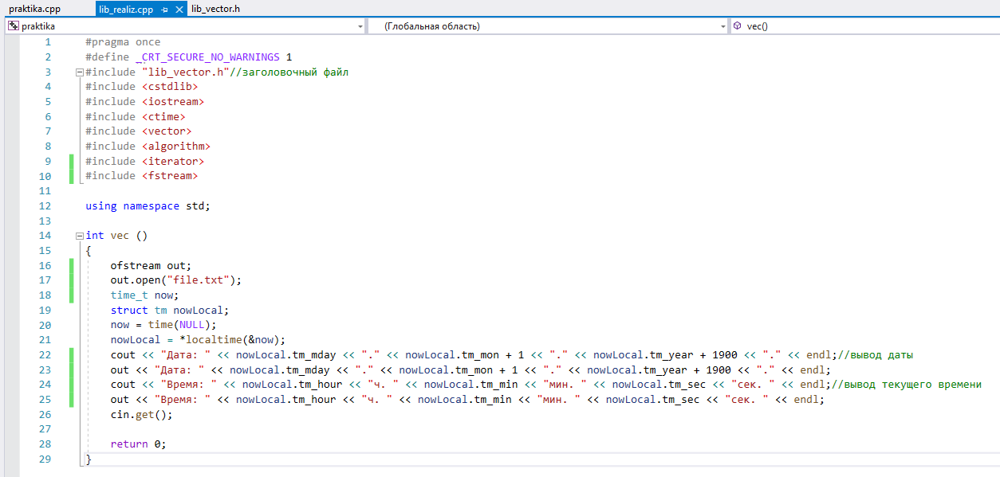 praktika.cpp lib_realiz.cpp lib_vector.h
praktika (Глобальная область) vec()
1 #pragma once
2 #define _CRT_SECURE_NO_WARNINGS 1
3 #include "lib_vector.h"//заголовочный файл
4 #include <cstdlib>
5 #include <iostream>
6 #include <ctime>
7 #include <vector>
8 #include <algorithm>
9 #include <iterator>
10 #include <fstream>
11
12 using namespace std;
13
14 int vec ()
15 {
16 ofstream out;
17 out.open("file.txt");
18 time_t now;
19 struct tm nowLocal;
20 now = time(NULL);
21 nowLocal = *localtime(&now);
22 cout << "Дата: " << nowLocal.tm_mday << "." << nowLocal.tm_mon + 1 << "." << nowLocal.tm_year + 1900 << "." << endl;//вывод даты
23 out << "Дата: " << nowLocal.tm_mday << "." << nowLocal.tm_mon + 1 << "." << nowLocal.tm_year + 1900 << "." << endl;
24 cout << "Время: " << nowLocal.tm_hour << "ч. " << nowLocal.tm_min << "мин. " << nowLocal.tm_sec << "сек. " << endl;//вывод текущего времени
25 out << "Время: " << nowLocal.tm_hour << "ч. " << nowLocal.tm_min << "мин. " << nowLocal.tm_sec << "сек. " << endl;
26 cin.get();
27
28 return 0;
29 }